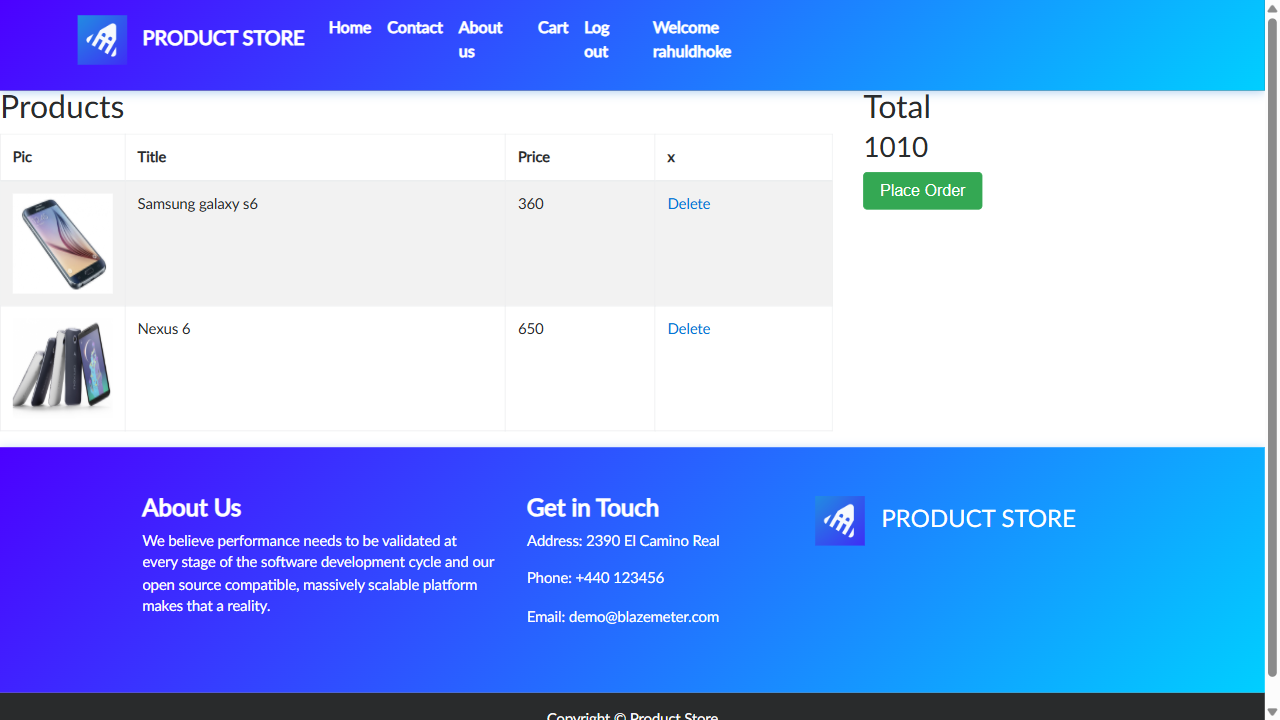 PRODUCT STORE
Home
Contact
About
us
Cart
Log
out
Welcome
rahuldhoke
Products
Pic
Title
Price
x
Samsung galaxy s6
360
Delete
Nexus 6
650
Delete
Total
1010
Place Order
About Us
We believe performance needs to be validated at
every stage of the software development cycle and our
open source compatible, massively scalable platform
makes that a reality.
Get in Touch
Address: 2390 El Camino Real
Phone: +440 123456
Email: demo@blazemeter.com
PRODUCT STORE
Copyright © Product Store